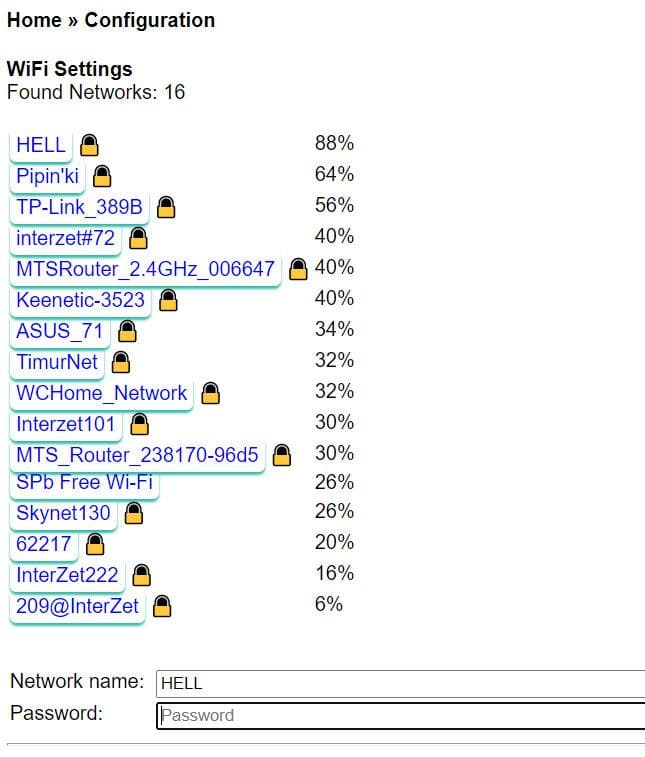 Home » Configuration
WiFi Settings
Found Networks: 16
HELL 88%
Pipin'ki 64%
TP-Link_389B 56%
interzet#72 40%
MTSRouter_2.4GHz_006647 40%
Keenetic-3523 40%
ASUS_71 34%
TimurNet 32%
WCHome_Network 32%
Interzet101 30%
MTS_Router_238170-96d5 30%
SPb Free Wi-Fi 26%
Skynet130 26%
62217 20%
InterZet222 16%
209@InterZet 6%
Network name: HELL
Password: Password